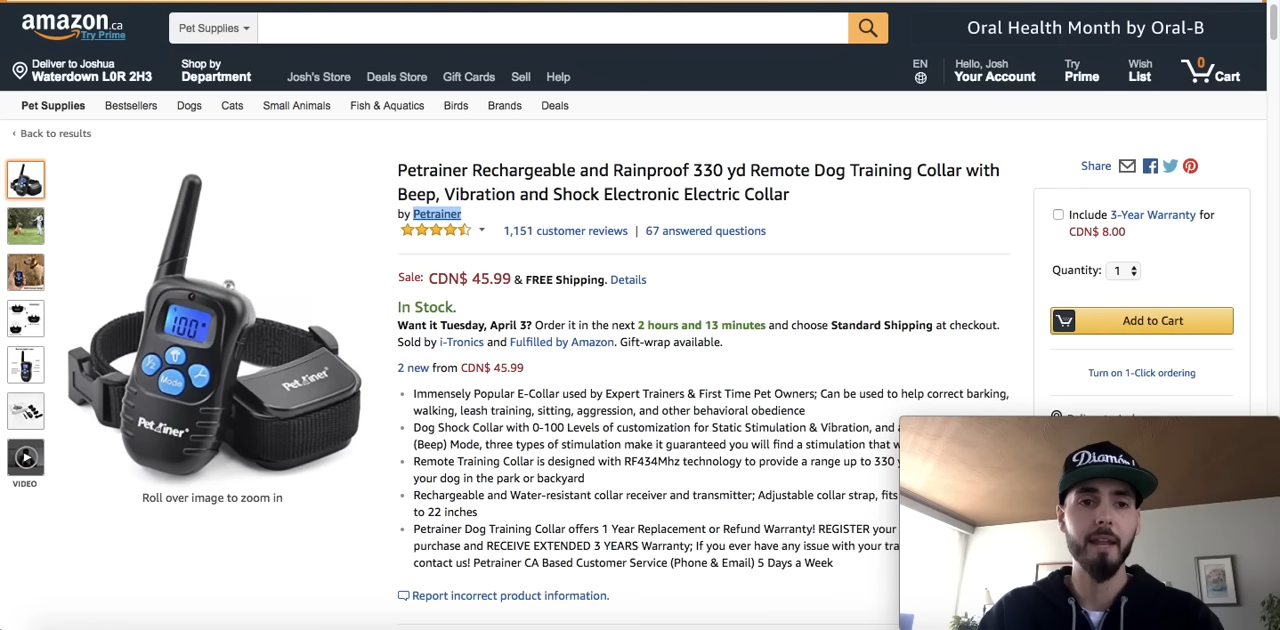 amazon.ca
Try Prime
Pet Supplies
Oral Health Month by Oral-B
Deliver to Joshua
Waterdown L0R 2H3
Shop by
Department
Josh's Store
Deals Store
Gift Cards
Sell
Help
EN
Hello, Josh
Your Account
Try
Prime
Wish
List
0
Cart
Pet Supplies
Bestsellers
Dogs
Cats
Small Animals
Fish & Aquatics
Birds
Brands
Deals
‹ Back to results
Petrainer Rechargeable and Rainproof 330 yd Remote Dog Training Collar with
Beep, Vibration and Shock Electronic Electric Collar
by Petrainer
1,151 customer reviews | 67 answered questions
Sale: CDN$ 45.99 & FREE Shipping. Details
In Stock.
Want it Tuesday, April 3? Order it in the next 2 hours and 13 minutes and choose Standard Shipping at checkout.
Sold by i-Tronics and Fulfilled by Amazon. Gift-wrap available.
2 new from CDN$ 45.99
Immensely Popular E-Collar used by Expert Trainers & First Time Pet Owners; Can be used to help correct barking,
walking, leash training, sitting, aggression, and other behavioral obedience
Dog Shock Collar with 0-100 Levels of customization for Static Stimulation & Vibration, and
(Beep) Mode, three types of stimulation make it guaranteed you will find a stimulation that
Remote Training Collar is designed with RF434Mhz technology to provide a range up to 330
your dog in the park or backyard
Rechargeable and Water-resistant collar receiver and transmitter; Adjustable collar strap, fits
to 22 inches
Petrainer Dog Training Collar offers 1 Year Replacement or Refund Warranty! REGISTER your
purchase and RECEIVE EXTENDED 3 YEARS Warranty; If you ever have any issue with your
contact us! Petrainer CA Based Customer Service (Phone & Email) 5 Days a Week
Report incorrect product information.
Share
Include 3-Year Warranty for
CDN$ 8.00
Quantity: 1
Add to Cart
Turn on 1-Click ordering
100
Mode
Petrainer
Petrainer
VIDEO
Roll over image to zoom in
Diamond